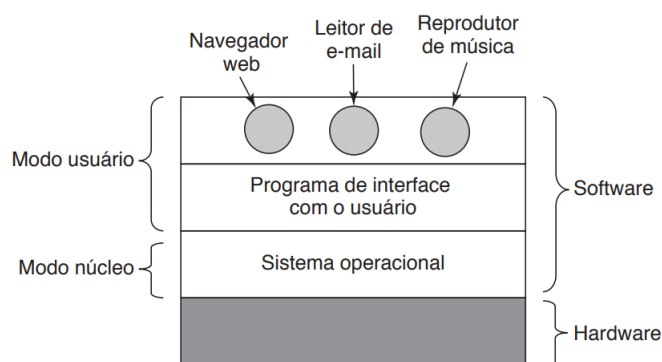 Navegador
web
Leitor de
e-mail
Reprodutor
de música
Modo usuário
Programa de interface
com o usuário
Software
Modo núcleo
Sistema operacional
Hardware